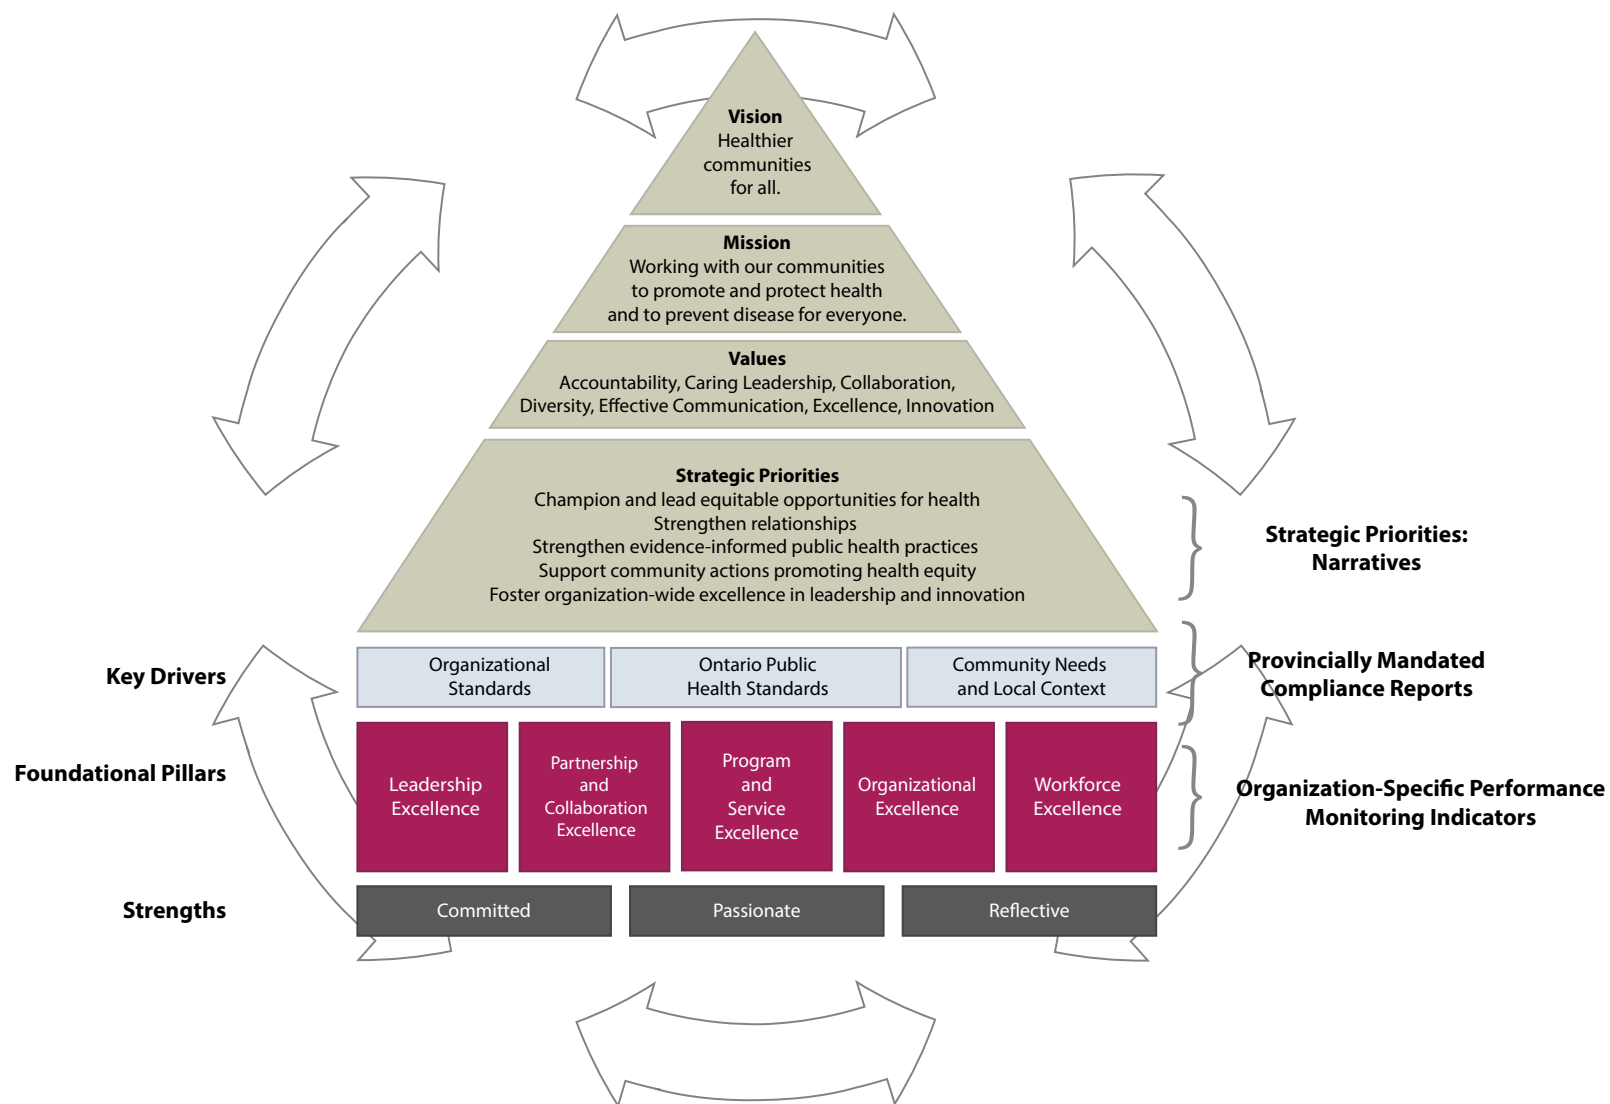 Vision
Healthier
communities
for all.
Mission
Working with our communities
to promote and protect health
and to prevent disease for everyone.
Values
Accountability, Caring Leadership, Collaboration,
Diversity, Effective Communication, Excellence, Innovation
Strategic Priorities
Champion and lead equitable opportunities for health
Strengthen relationships
Strengthen evidence-informed public health practices
Support community actions promoting health equity
Foster organization-wide excellence in leadership and innovation
Strategic Priorities:
Narratives
Key Drivers
Organizational
Standards
Ontario Public
Health Standards
Community Needs
and Local Context
Provincially Mandated
Compliance Reports
Foundational Pillars
Leadership
Excellence
Partnership
and
Collaboration
Excellence
Program
and
Service
Excellence
Organizational
Excellence
Workforce
Excellence
Organization-Specific Performance
Monitoring Indicators
Strengths
Committed
Passionate
Reflective